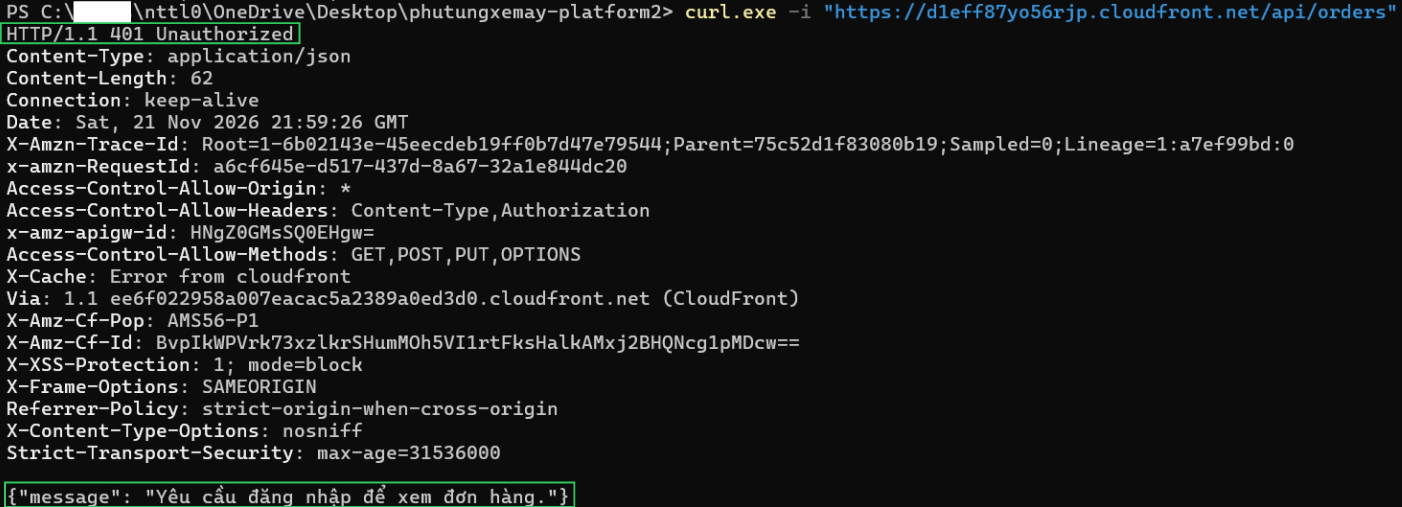 PS C:\ \nttl0\OneDrive\Desktop\phutungxemay-platform2> curl.exe -i "https://d1eff87yo56rjp.cloudfront.net/api/orders"
HTTP/1.1 401 Unauthorized
Content-Type: application/json
Content-Length: 62
Connection: keep-alive
Date: Sat, 21 Nov 2026 21:59:26 GMT
X-Amzn-Trace-Id: Root=1-6b02143e-45eecdeb19ff0b7d47e79544;Parent=75c52d1f83080b19;Sampled=0;Lineage=1:a7ef99bd:0
x-amzn-RequestId: a6cf645e-d517-437d-8a67-32a1e844dc20
Access-Control-Allow-Origin: *
Access-Control-Allow-Headers: Content-Type,Authorization
x-amz-apigw-id: HNgZ0GMsSQ0EHgw=
Access-Control-Allow-Methods: GET,POST,PUT,OPTIONS
X-Cache: Error from cloudfront
Via: 1.1 ee6f022958a007eacac5a2389a0ed3d0.cloudfront.net (CloudFront)
X-Amz-Cf-Pop: AMS56-P1
X-Amz-Cf-Id: BvpIkWPVrk73xzlkrSHumMOh5VI1rtFksHalkAMxj2BHQNcg1pMDcw==
X-XSS-Protection: 1; mode=block
X-Frame-Options: SAMEORIGIN
Referrer-Policy: strict-origin-when-cross-origin
X-Content-Type-Options: nosniff
Strict-Transport-Security: max-age=31536000
{"message": "Yêu cầu đăng nhập để xem đơn hàng."}